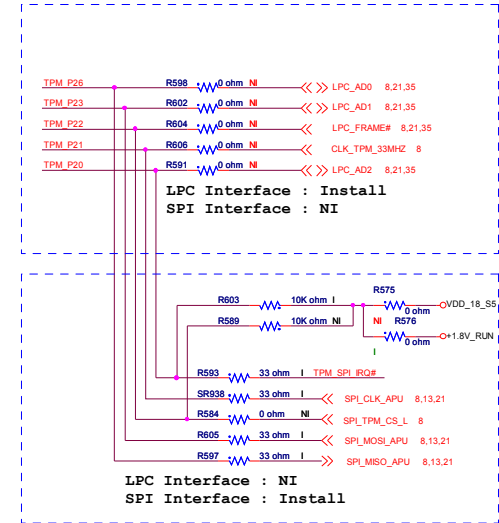 TPM_P26 R598 0 ohm NI LPC_AD0 8,21,35
TPM_P23 R602 0 ohm NI LPC_AD1 8,21,35
TPM_P22 R604 0 ohm NI LPC_FRAME# 8,21,35
TPM_P21 R606 0 ohm NI CLK_TPM_33MHZ 8
TPM_P20 R591 0 ohm NI LPC_AD2 8,21,35
LPC Interface : Install
SPI Interface : NI
R575
R603 10K ohm I VDD_18_S5
0 ohm
R589 10K ohm NI NI R576
+1.8V_RUN
0 ohm
I
R593 33 ohm I TPM_SPI_IRQ#
SR938 33 ohm I SPI_CLK_APU 8,13,21
R584 0 ohm NI SPI_TPM_CS_L 8
R605 33 ohm I SPI_MOSI_APU 8,13,21
R597 33 ohm I SPI_MISO_APU 8,13,21
LPC Interface : NI
SPI Interface : Install